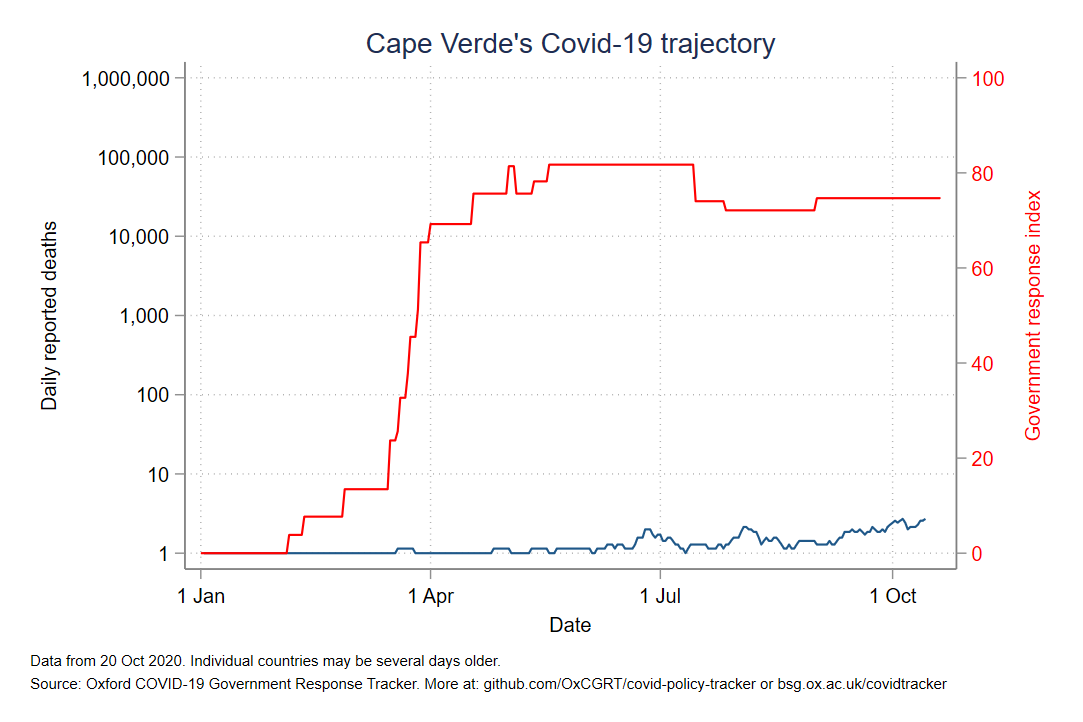 Cape Verde's Covid-19 trajectory
1,000,000
100,000
10,000
1,000
100
10
1
Daily reported deaths
100
80
60
40
20
0
Government response index
1 Jan
1 Apr
1 Jul
1 Oct
Date
Data from 20 Oct 2020. Individual countries may be several days older.
Source: Oxford COVID-19 Government Response Tracker. More at: github.com/OxCGRT/covid-policy-tracker or bsg.ox.ac.uk/covidtracker